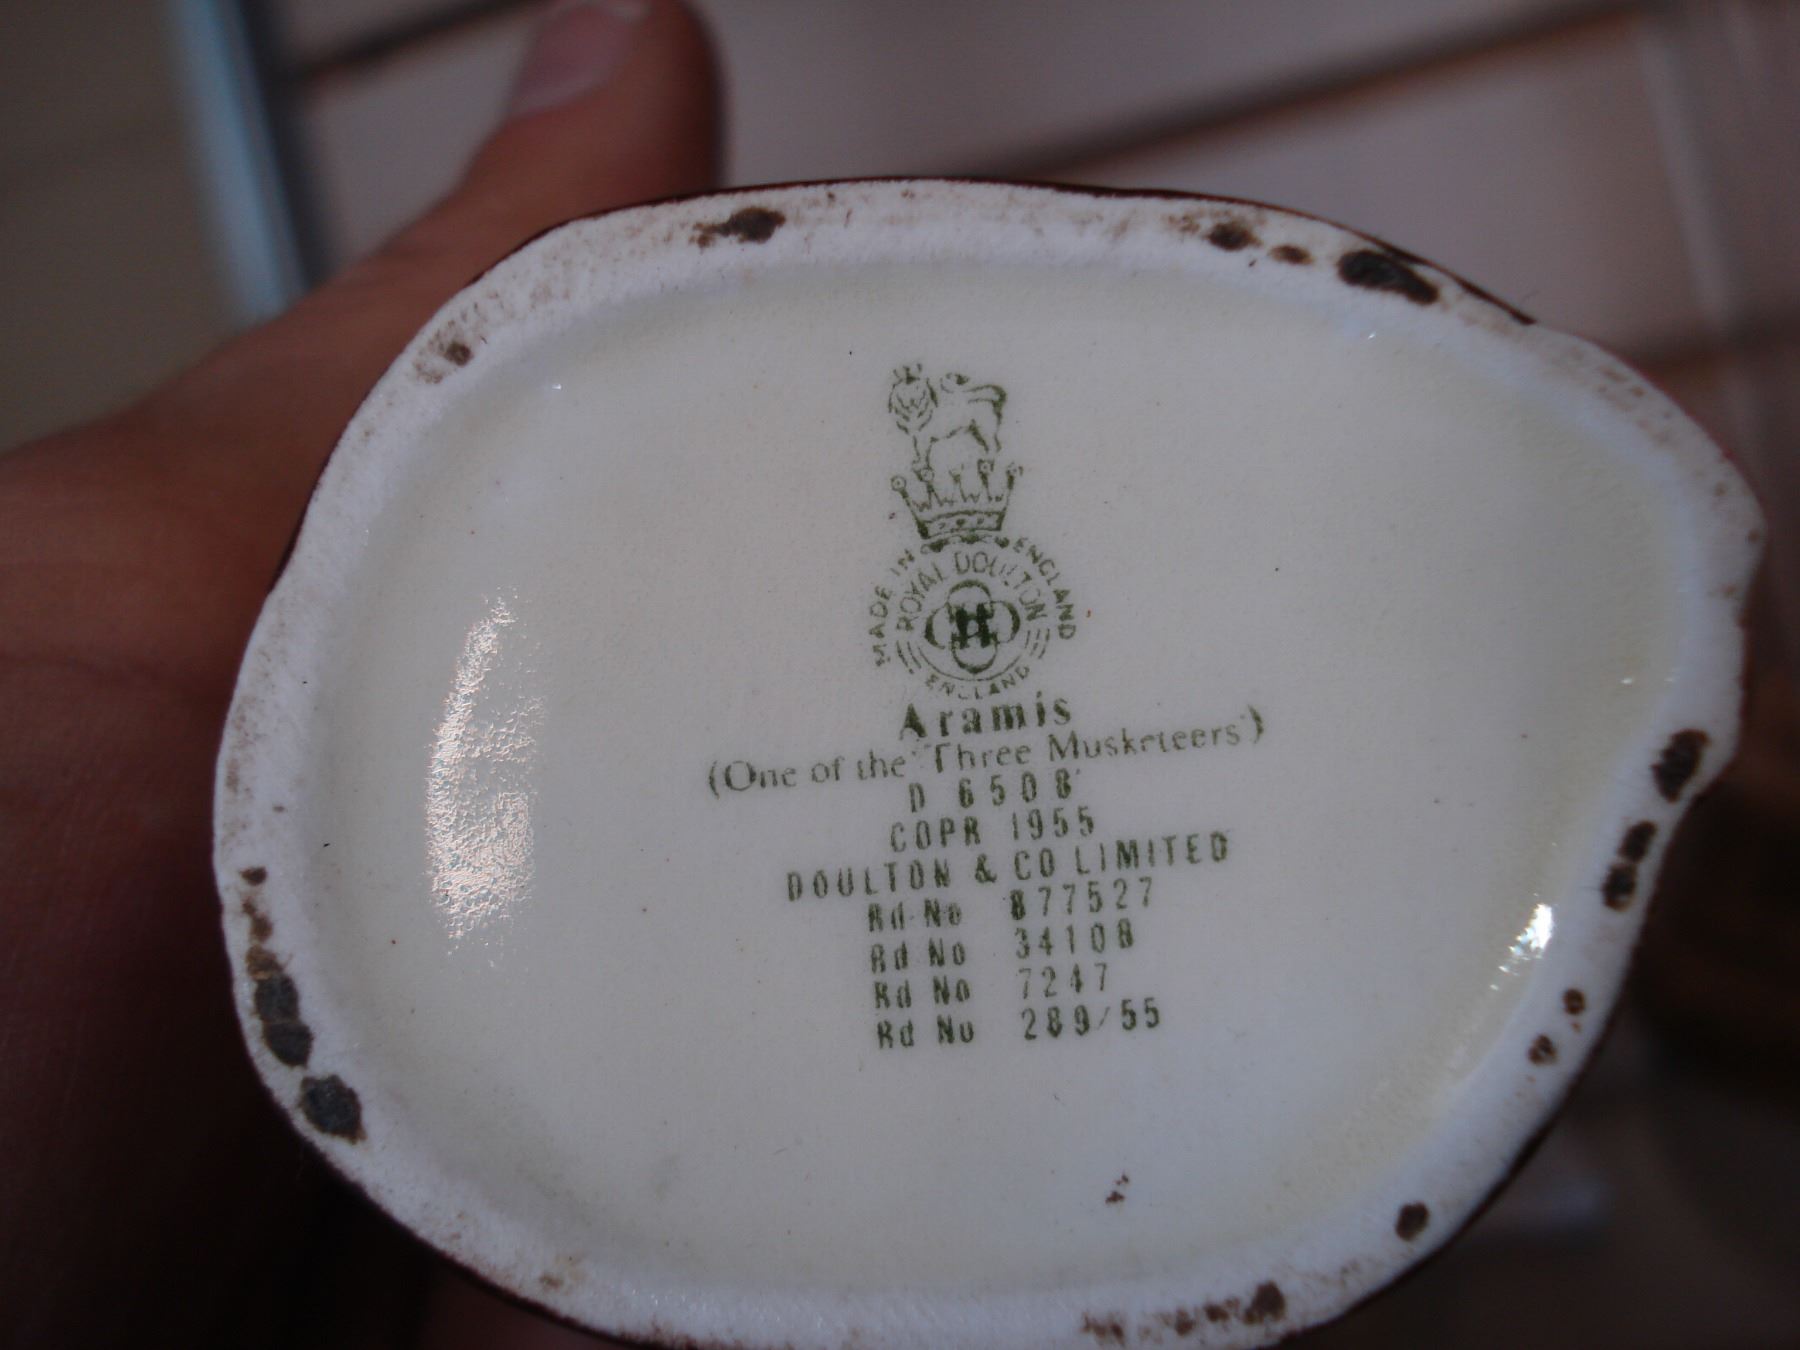 MADE IN ENGLAND
ROYAL DOULTON
ENGLAND
Aramis
(One of the "Three Musketeers")
D 6508
COPR 1955
DOULTON & CO LIMITED
Rd No 877527
Rd No 34108
Rd No 7247
Rd No 289/55